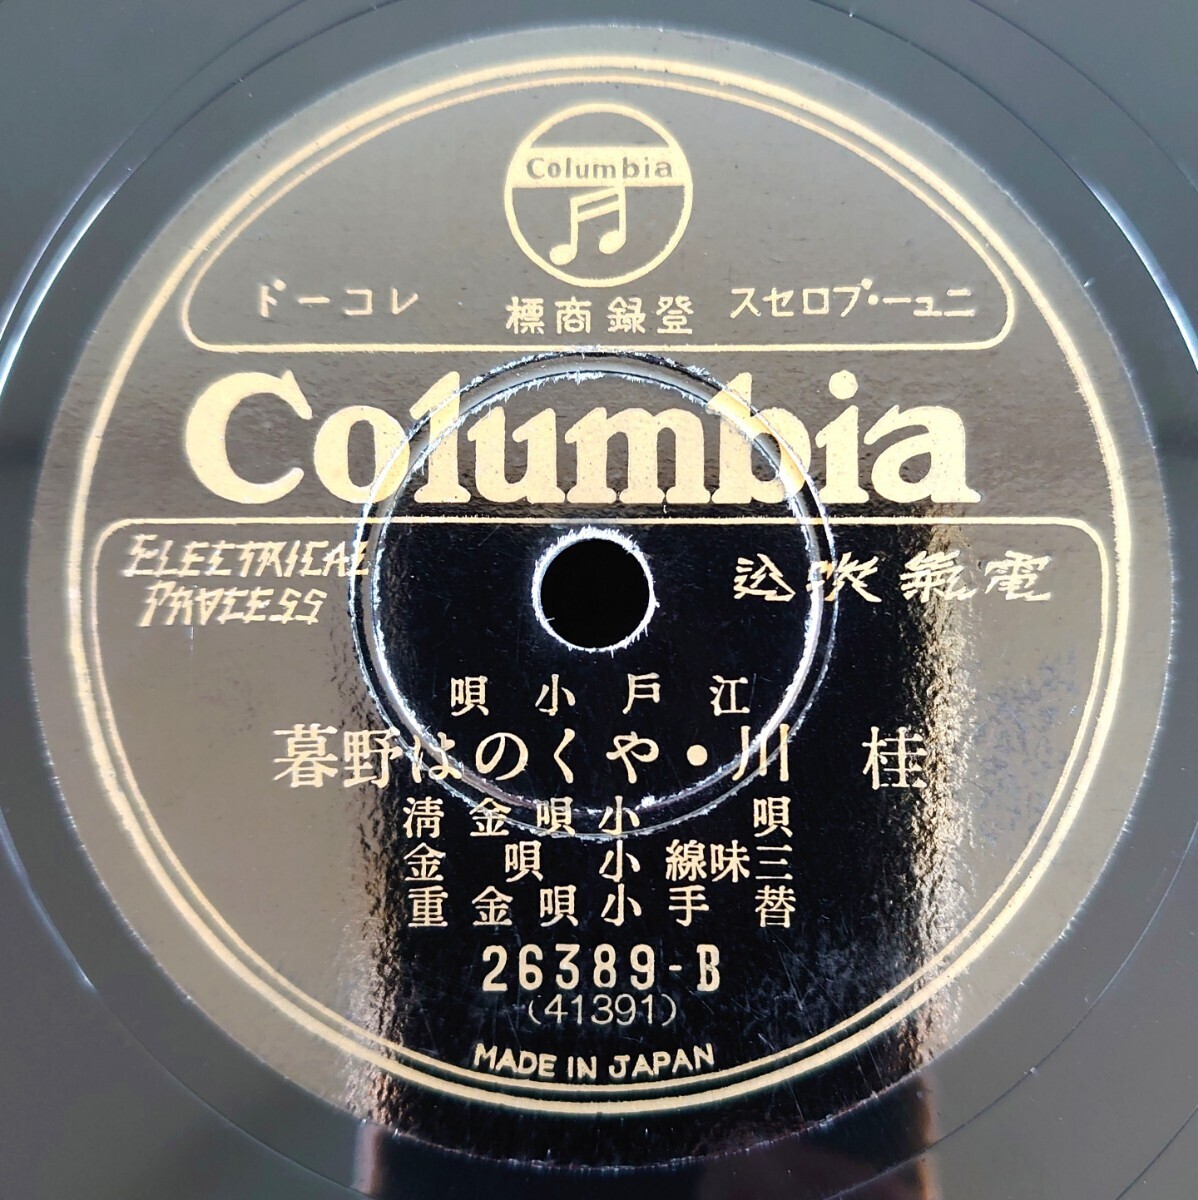 Columbia
ニュー・プロセス 登録商標 レコード
Columbia
ELECTRICAL
PROCESS
電氣吹込
江戸小唄
桂川・やくのは野暮
唄 小唄金清
三味線 小唄金
替手 小唄金重
26389-B
(41391)
MADE IN JAPAN